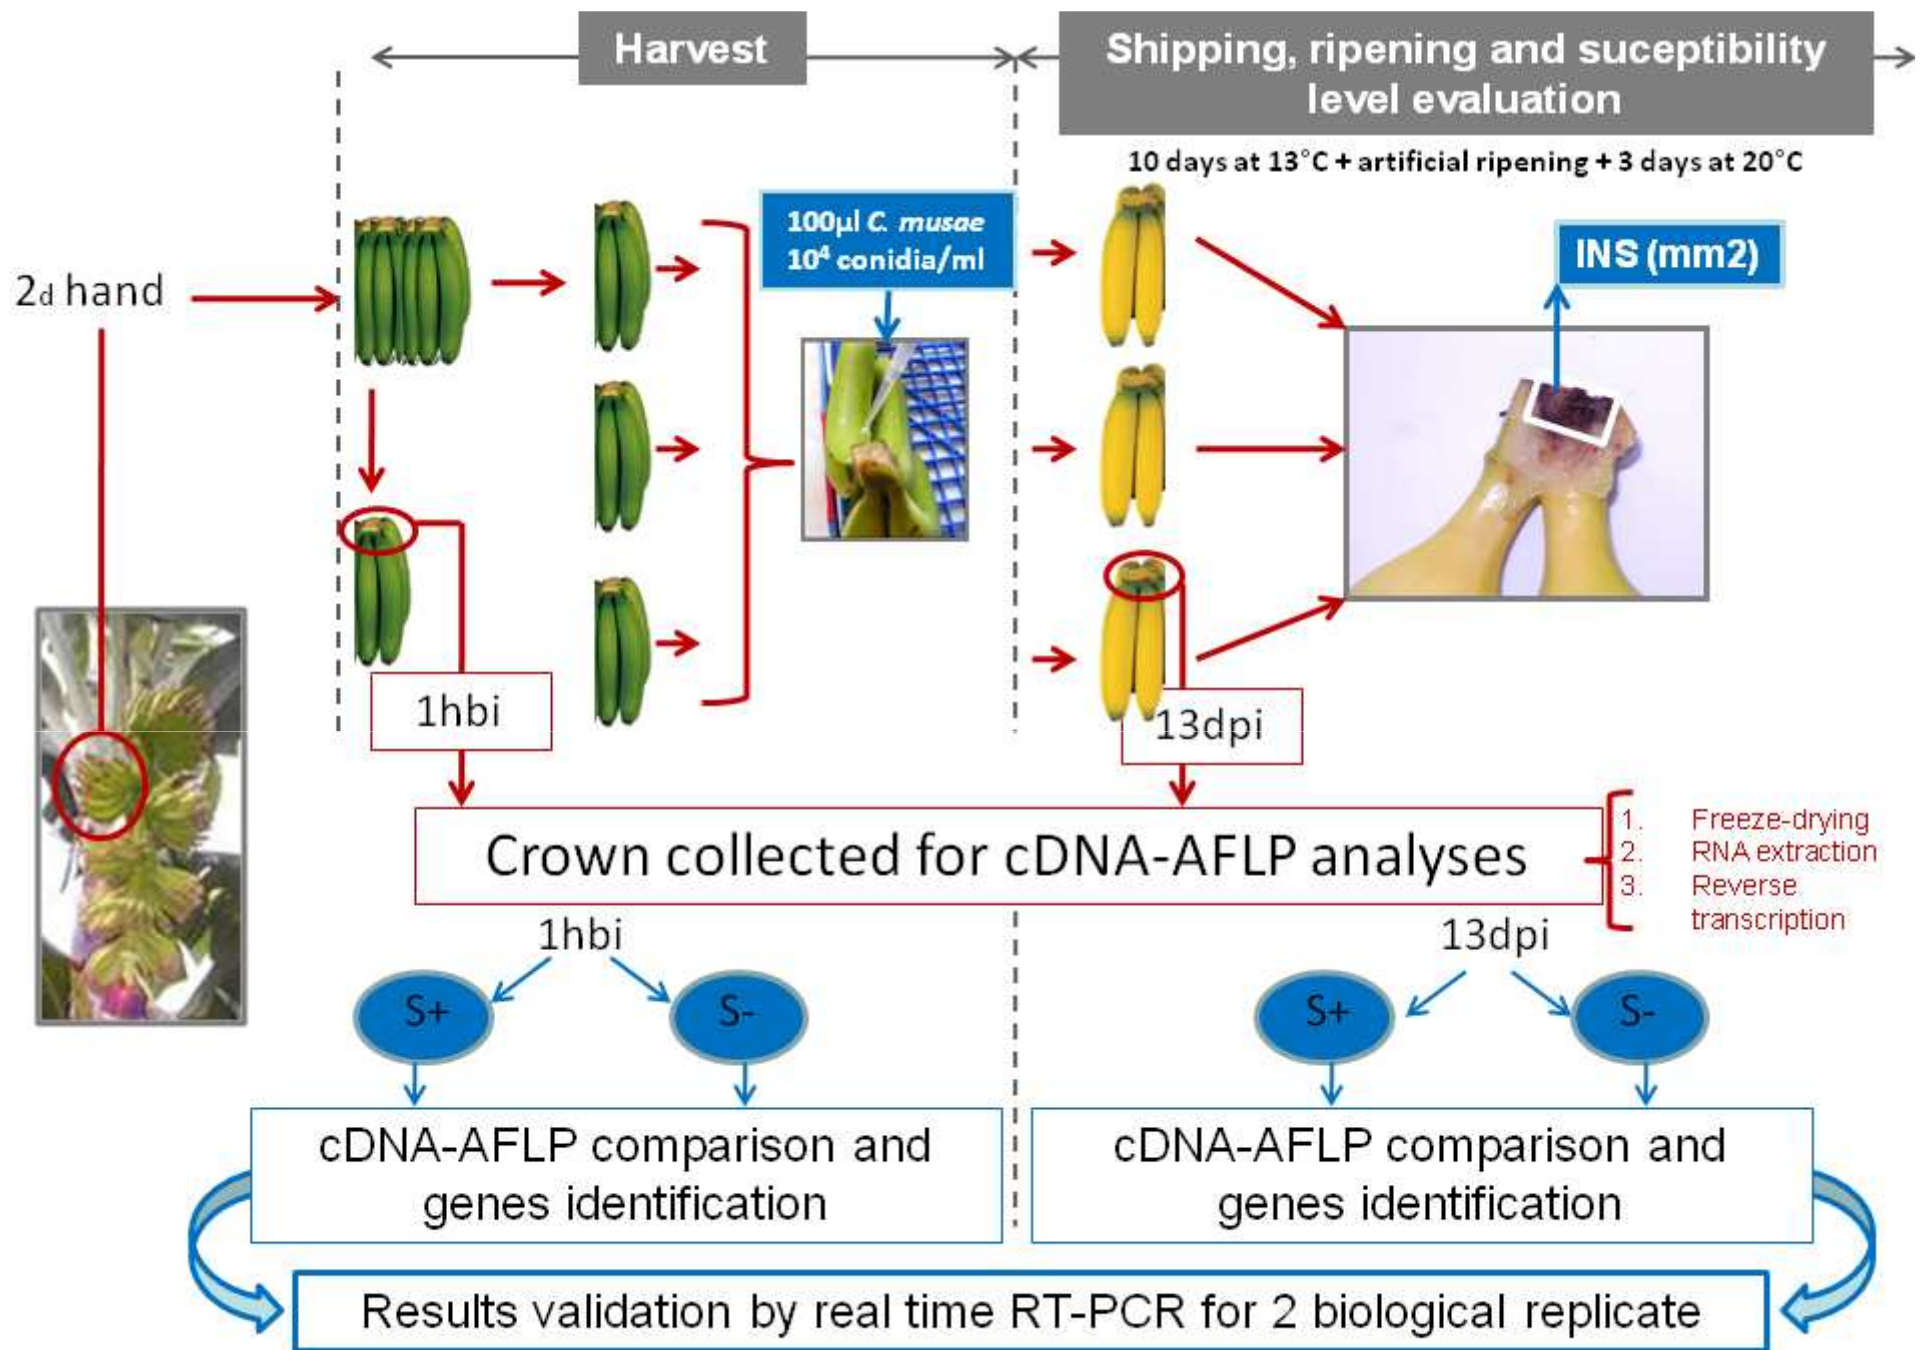 Harvest
Shipping, ripening and suceptibility
level evaluation
10 days at 13°C + artificial ripening + 3 days at 20°C
100µl C. musae
10⁴ conidia/ml
INS (mm2)
2d hand
1hbi
13dpi
Crown collected for cDNA-AFLP analyses
1. Freeze-drying
2. RNA extraction
3. Reverse
transcription
1hbi
13dpi
S+
S-
S+
S-
cDNA-AFLP comparison and
genes identification
cDNA-AFLP comparison and
genes identification
Results validation by real time RT-PCR for 2 biological replicate